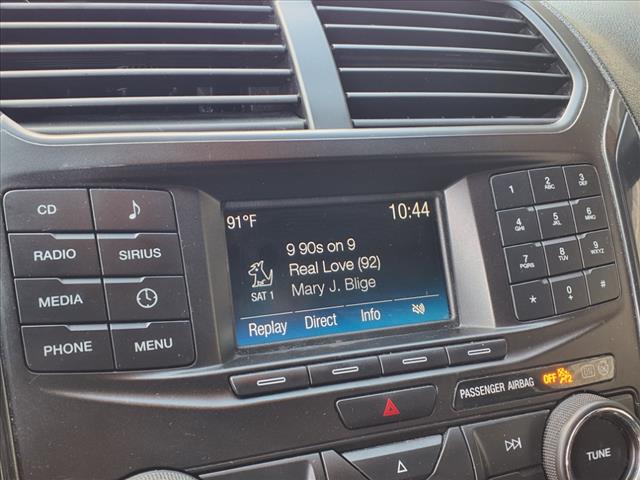 CD
RADIO
SIRIUS
MEDIA
PHONE
MENU
91°F
10:44
9 90s on 9
Real Love (92)
Mary J. Blige
SAT 1
Replay Direct Info
1 2 ABC 3 DEF
4 GHI 5 JKL 6 MNO
7 PQRS 8 TUV 9 WXYZ
* 0 + #
PASSENGER AIRBAG OFF
TUNE